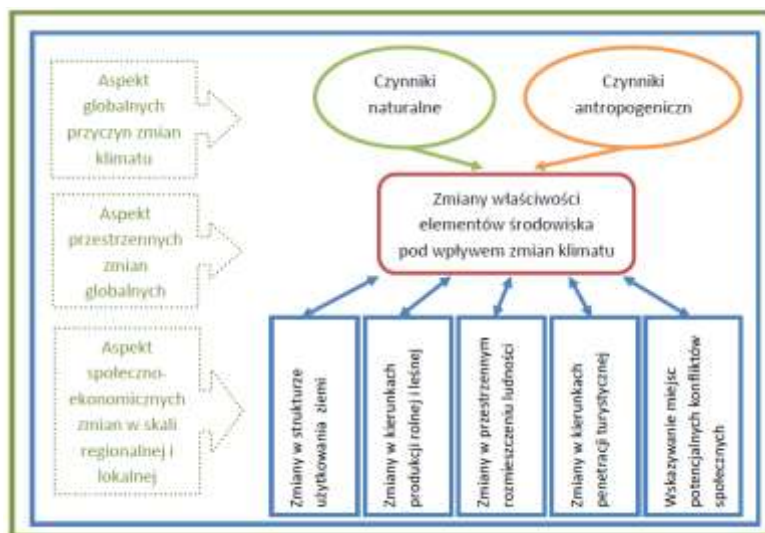 Aspekt
globalnych
przyczyn zmian
klimatu
Czynniki
naturalne
Czynniki
antropogeniczn
Aspekt
przestrzennych
zmian
globalnych
Zmiany właściwości
elementów środowiska
pod wpływem zmian klimatu
Aspekt
społeczno-
ekonomicznych
zmian w skali
regionalnej i
lokalnej
Zmiany w strukturze
użytkowania ziemi
Zmiany w kierunkach
produkcji rolnej i leśnej
Zmiany w przestrzennym
rozmieszczeniu ludności
Zmiany w kierunkach
penetracji turystycznej
Wskazywanie miejsc
potencjalnych konfliktów
społecznych